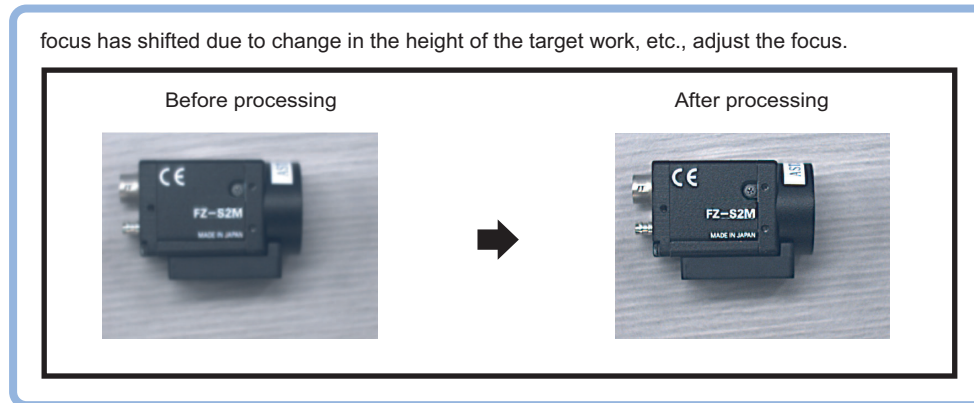 focus has shifted due to change in the height of the target work, etc., adjust the focus.
Before processing
After processing
CE
FZ-S2M
MADE IN JAPAN
CE
FZ-S2M
MADE IN JAPAN